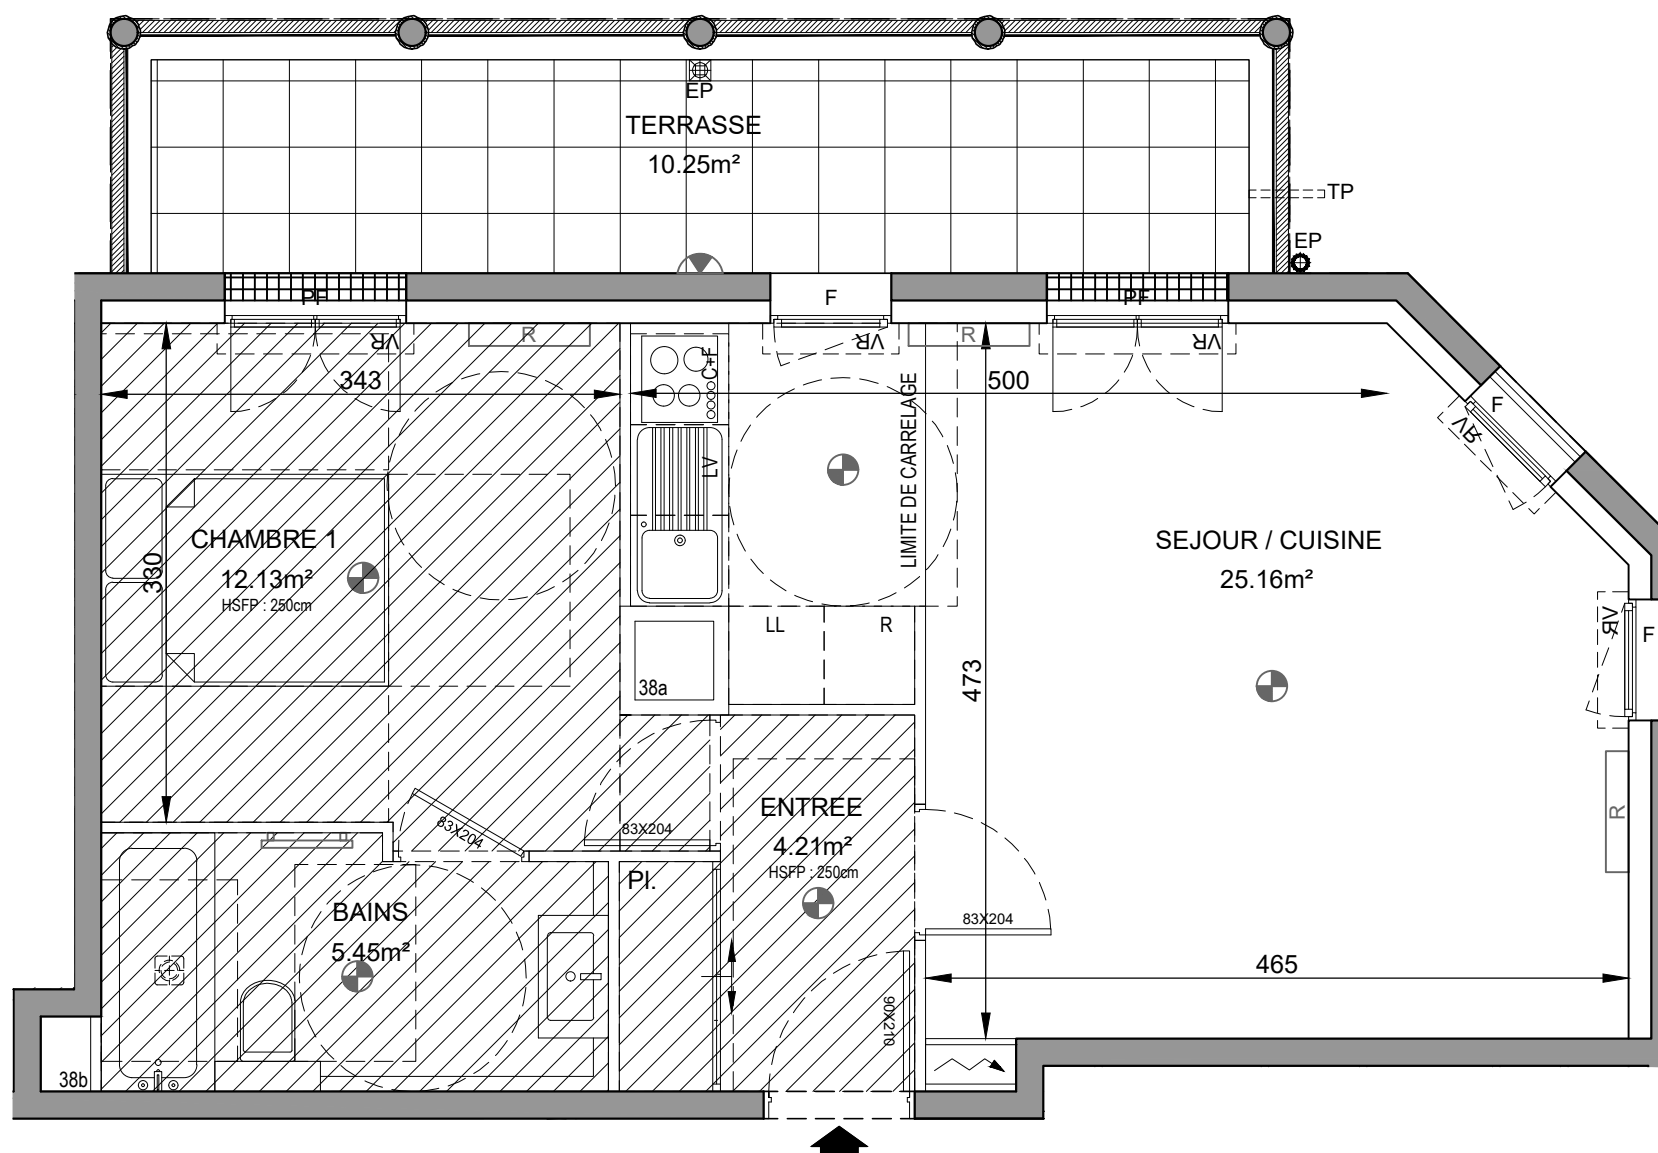 EP
TERRASSE
10.25m²
TP
EP
PF
F
PF
VR
R
VR
R
VR
343
500
C+F
F
VR
LV
LIMITE DE CARRELAGE
CHAMBRE 1
12.13m²
HSFP : 250cm
330
SEJOUR / CUISINE
25.16m²
VR
F
LL
R
38a
473
83X204
83X204
ENTREE
4.21m²
HSFP : 250cm
R
PI.
BAINS
5.45m²
83X204
465
90X210
38b